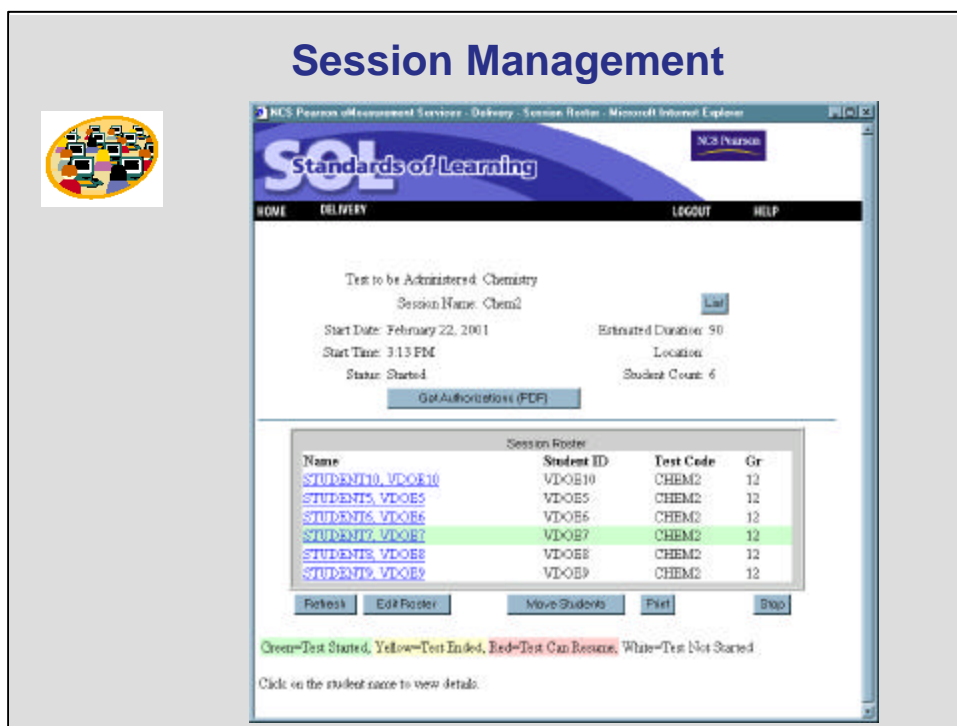 Session Management
NCS Pearson eMeasurement Services - Delivery - Session Roster - Microsoft Internet Explorer
SOL Standards of Learning
NCS Pearson
HOME DELIVERY LOGOUT HELP
Test to be Administered: Chemistry
Session Name: Chem2 List
Start Date: February 22, 2001 Estimated Duration: 90
Start Time: 3:13 PM Location:
Status: Started Student Count: 6
Get Authorizations (PDF)
Session Roster
Name Student ID Test Code Gr
STUDENT10, VDOE10 VDOE10 CHEM2 12
STUDENT5, VDOE5 VDOE5 CHEM2 12
STUDENT6, VDOE6 VDOE6 CHEM2 12
STUDENT7, VDOE7 VDOE7 CHEM2 12
STUDENT8, VDOE8 VDOE8 CHEM2 12
STUDENT9, VDOE9 VDOE9 CHEM2 12
Refresh Edit Roster Move Students Print Stop
Green=Test Started, Yellow=Test Ended, Red=Test Can Resume, White=Test Not Started
Click on the student name to view details.